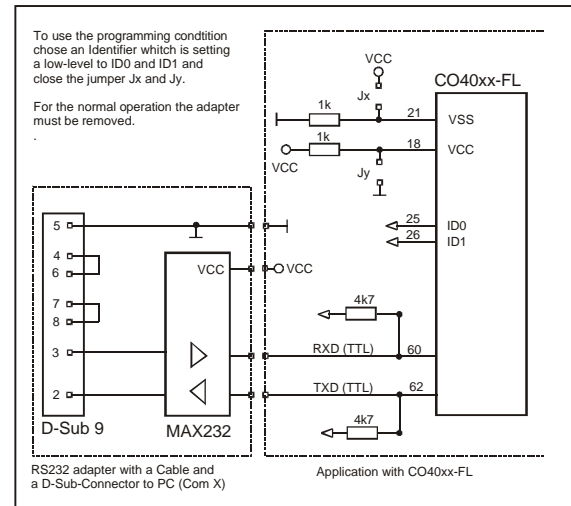 To use the programming condtition
chose an Identifier whitch is setting
a low-level to ID0 and ID1 and
close the jumper Jx and Jy.
For the normal operation the adapter
must be removed.
.
VCC
CO40xx-FL
Jx
1k
21
VSS
1k
18
VCC
VCC
Jy
5
25
ID0
26
ID1
4
6
VCC
VCC
7
8
4k7
3
RXD (TTL)
60
2
TXD (TTL)
62
4k7
D-Sub 9
MAX232
RS232 adapter with a Cable and
a D-Sub-Connector to PC (Com X)
Application with CO40xx-FL